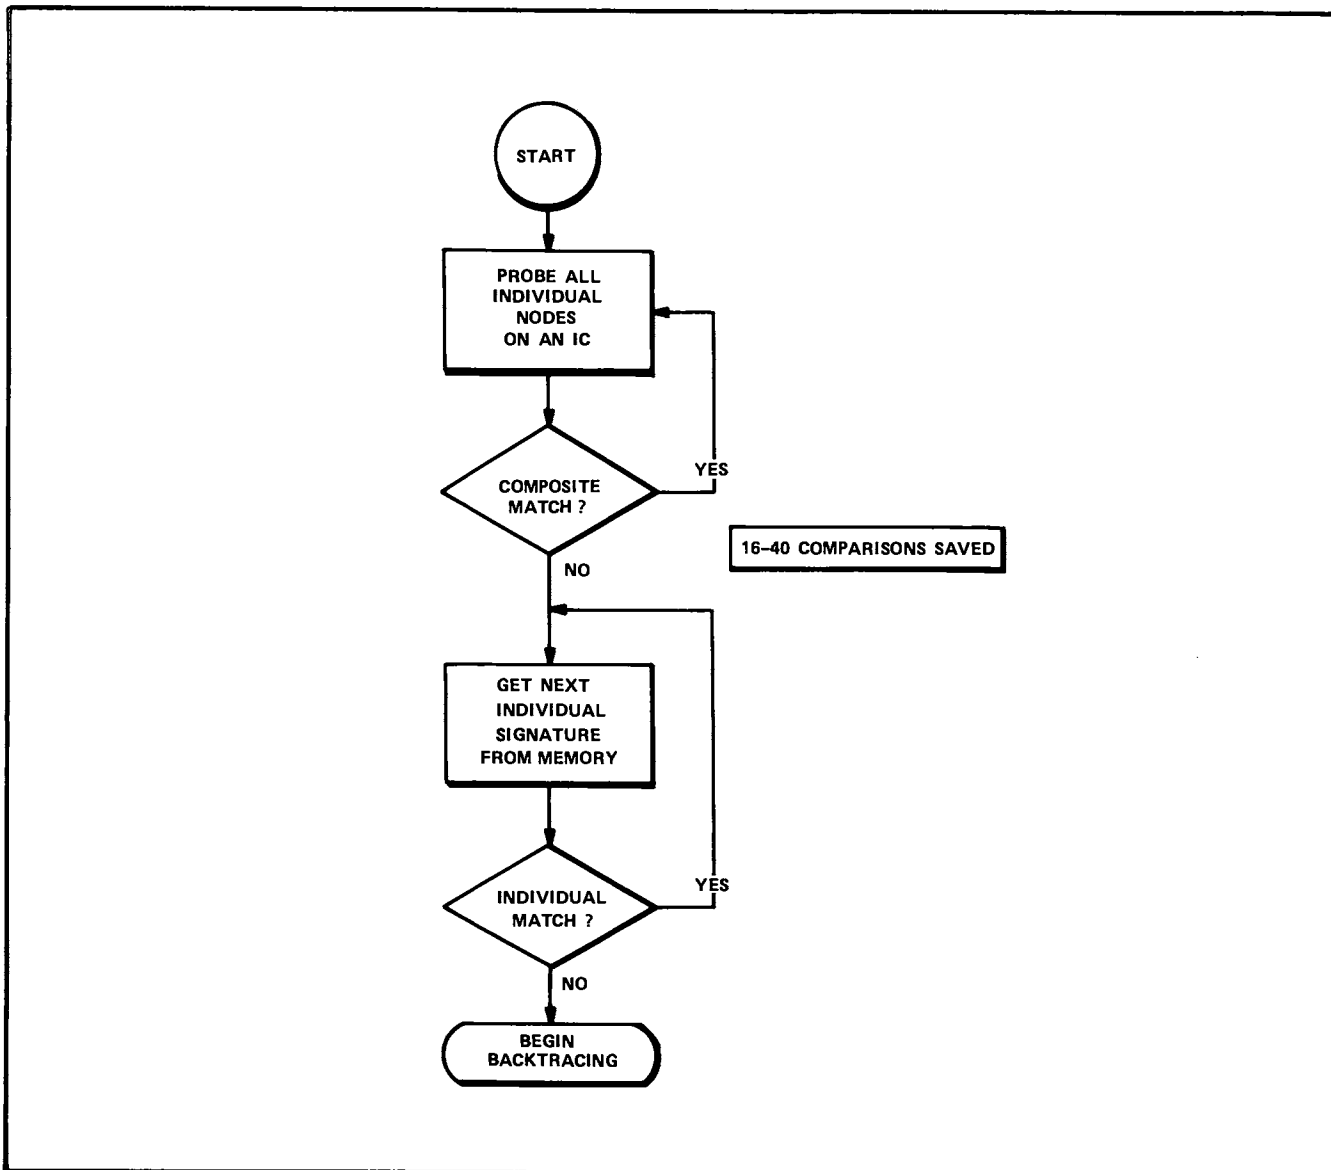 START
PROBE ALL
INDIVIDUAL
NODES
ON AN IC
YES
COMPOSITE
MATCH ?
16–40 COMPARISONS SAVED
NO
GET NEXT
INDIVIDUAL
SIGNATURE
FROM MEMORY
YES
INDIVIDUAL
MATCH ?
NO
BEGIN
BACKTRACING